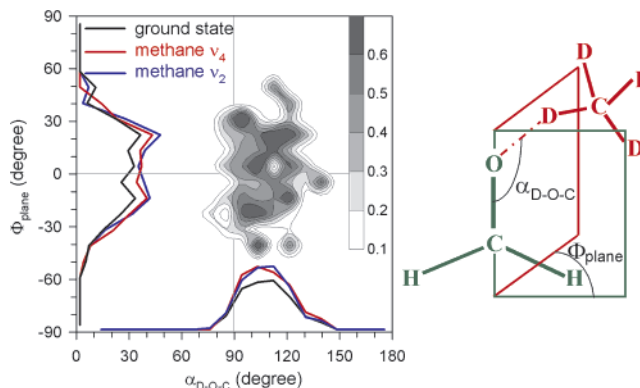 ground state
methane ν4
methane ν2
90
60
30
0
-30
-60
-90
Φplane (degree)
0 30 60 90 120 150 180
αD-O-C (degree)
0.6
0.5
0.4
0.3
0.2
0.1
D
D C
D
O
αD-O-C
C
Φplane
H H